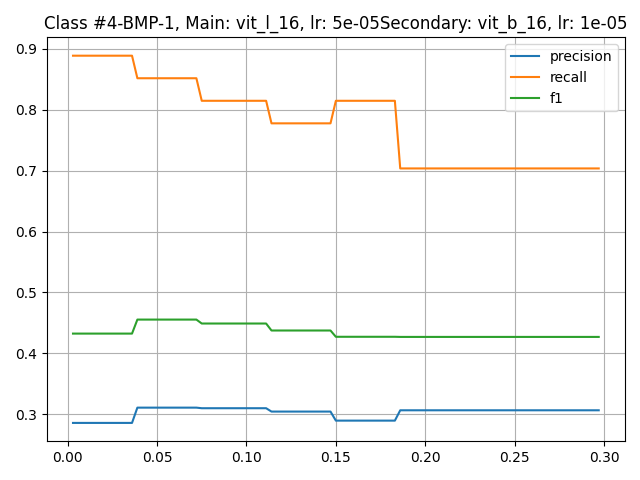 Class #4-BMP-1, Main: vit_l_16, lr: 5e-05Secondary: vit_b_16, lr: 1e-05
precision
recall
f1
0.9
0.8
0.7
0.6
0.5
0.4
0.3
0.00 0.05 0.10 0.15 0.20 0.25 0.30